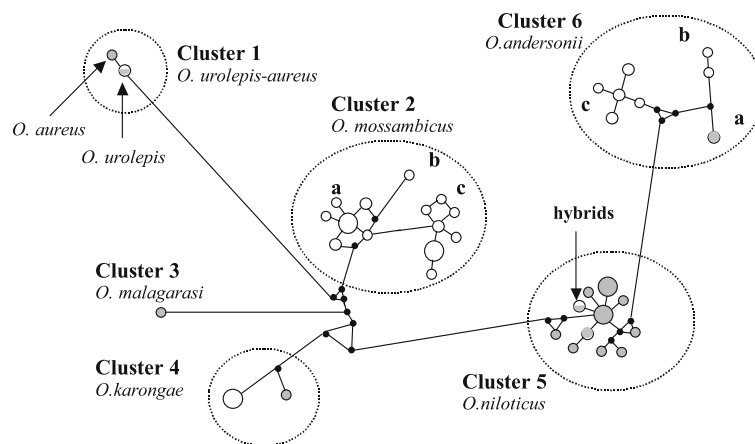 Cluster 1
O. urolepis-aureus
O. aureus
O. urolepis
Cluster 2
O. mossambicus
a
b
c
Cluster 6
O.andersonii
b
c
a
hybrids
Cluster 3
O. malagarasi
Cluster 4
O.karongae
Cluster 5
O.niloticus